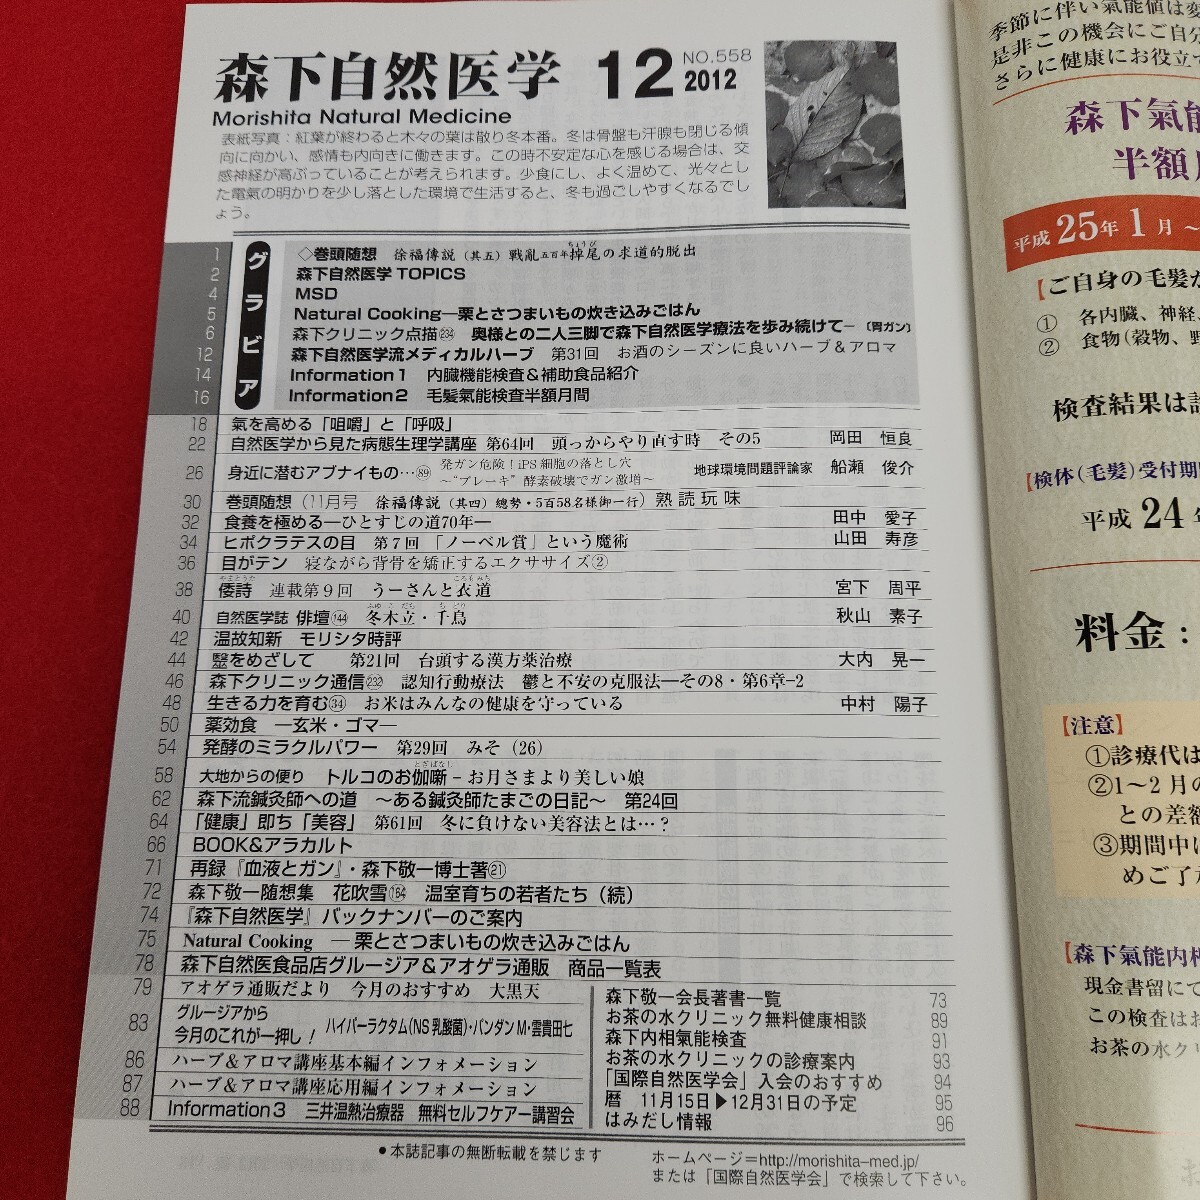 森下自然医学 12 NO.558 2012
Morishita Natural Medicine
表紙写真：紅葉が終わると木々の葉は散り冬本番。冬は骨盤も汗腺も閉じる傾
向に向かい、感情も内向きに働きます。この時不安定な心を感じる場合は、交
感神経が高ぶっていることが考えられます。少食にし、よく温めて、光々とし
た電氣の明かりを少し落とした環境で生活すると、冬も過ごしやすくなるでし
ょう。
グラビア
1 ◇巻頭随想 徐福傳説（其五）戰亂五百年掉尾の求道的脱出
2 森下自然医学 TOPICS
4 MSD
5 Natural Cooking—栗とさつまいもの炊き込みごはん
6 森下クリニック点描234 奥様との二人三脚で森下自然医学療法を歩み続けて−〔胃ガン〕
12 森下自然医学流メディカルハーブ 第31回 お酒のシーズンに良いハーブ＆アロマ
14 Information 1 内臓機能検査＆補助食品紹介
16 Information 2 毛髪氣能検査半額月間
18 氣を高める「咀嚼」と「呼吸」
22 自然医学から見た病態生理学講座 第64回 頭っからやり直す時 その5 岡田 恒良
26 身近に潜むアブナイもの…89 発ガン危険！iPS細胞の落とし穴 ～“ブレーキ”酵素破壊でガン激増～ 地球環境問題評論家 船瀬 俊介
30 巻頭随想（11月号） 徐福傳説（其四）總勢・5百58名様御一行）熟読玩味
32 食養を極める—ひとすじの道70年— 田中 愛子
34 ヒポクラテスの目 第７回 「ノーベル賞」という魔術 山田 寿彦
36 目がテン 寝ながら背骨を矯正するエクササイズ②
38 倭詩 連載第９回 うーさんと衣道 宮下 周平
40 自然医学誌 俳壇144 冬木立・千鳥 秋山 素子
42 温故知新 モリシタ時評
44 毉をめざして 第21回 台頭する漢方薬治療 大内 晃一
46 森下クリニック通信232 認知行動療法 鬱と不安の克服法—その8・第6章−2
48 生きる力を育む34 お米はみんなの健康を守っている 中村 陽子
50 薬効食 —玄米・ゴマ—
54 発酵のミラクルパワー 第29回 みそ（26）
58 大地からの便り トルコのお伽噺−お月さまより美しい娘
62 森下流鍼灸師への道 ～ある鍼灸師たまごの日記～ 第24回
64 「健康」即ち「美容」 第61回 冬に負けない美容法とは…？
66 BOOK&アラカルト
71 再録『血液とガン』・森下敬一博士著㉑
72 森下敬一随想集 花吹雪164 温室育ちの若者たち（続）
74 『森下自然医学』バックナンバーのご案内
75 Natural Cooking —栗とさつまいもの炊き込みごはん
78 森下自然医食品店グルージア＆アオゲラ通販 商品一覧表
79 アオゲラ通販だより 今月のおすすめ 大黒天
83 グルージアから 今月のこれが一押し！ ハイパーラクタム(NS乳酸菌)・パンダンM・雲貴田七
86 ハーブ＆アロマ講座基本編インフォメーション
87 ハーブ＆アロマ講座応用編インフォメーション
88 Information 3 三井温熱治療器 無料セルフケアー講習会
森下敬一会長著書一覧 73
お茶の水クリニック無料健康相談 89
森下内相氣能検査 91
お茶の水クリニックの診療案内 93
「国際自然医学会」入会のおすすめ 94
暦 11月15日▶12月31日の予定 95
はみだし情報 96
●本誌記事の無断転載を禁じます
ホームページ＝http://morishita-med.jp/
または「国際自然医学会」で検索して下さい。
季節に伴い氣能値は変
是非この機会にご自分
さらに健康にお役立て
森下氣能
半額月
平成 25年 1月 ～
【ご自身の毛髪が
① 各内臓、神経、
② 食物（穀物、野
検査結果は診
【検体（毛髪）受付期
平成 24年
料金：
【注意】
①診療代は
②1～2月の
との差額
③期間中に
めご了承
【森下氣能内相
現金書留にて
この検査はお
お茶の水クリ